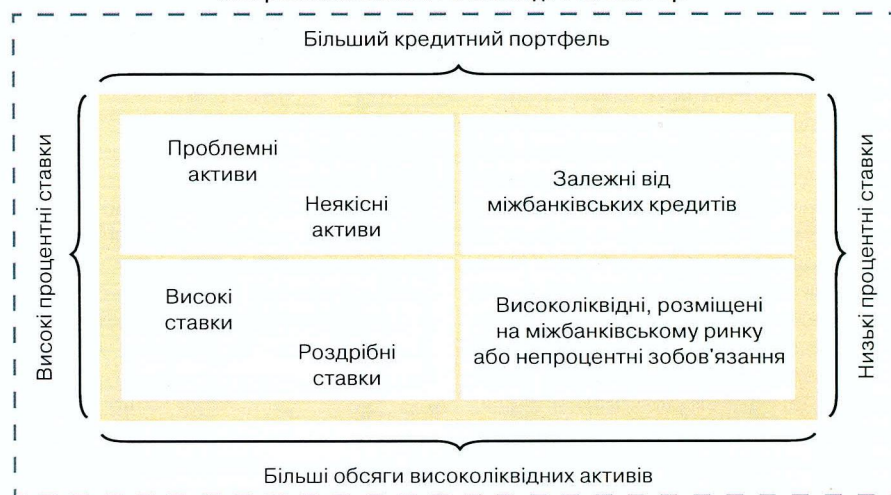 Більший кредитний портфель
Високі процентні ставки
Проблемні
активи
Неякісні
активи
Залежні від
міжбанківських кредитів
Низькі процентні ставки
Високі
ставки
Роздрібні
ставки
Високоліквідні, розміщені
на міжбанківському ринку
або непроцентні зобов'язання
Більші обсяги високоліквідних активів